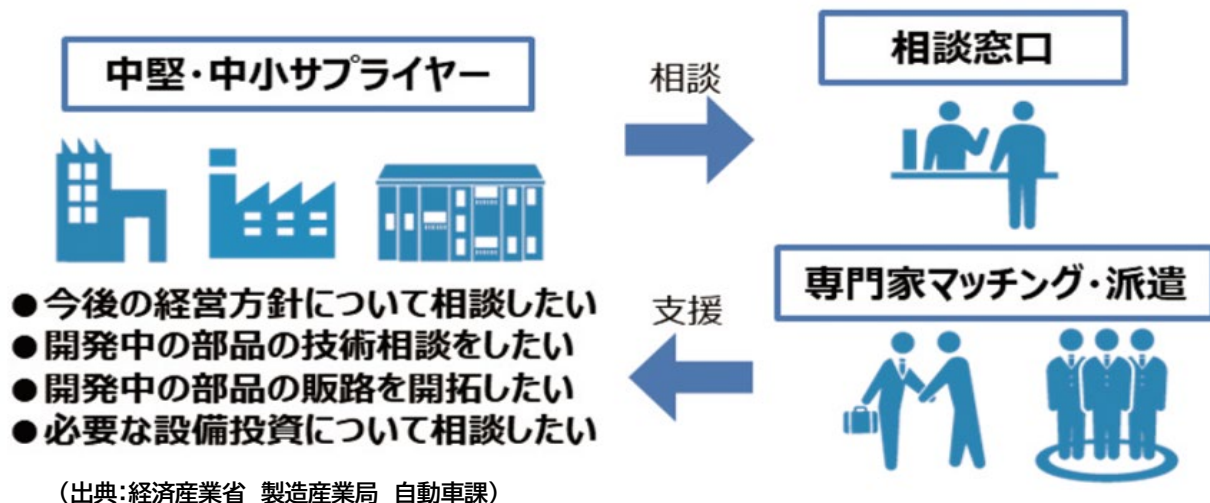 中堅・中小サプライヤー
相談
相談窓口
●今後の経営方針について相談したい
●開発中の部品の技術相談をしたい
●開発中の部品の販路を開拓したい
●必要な設備投資について相談したい
支援
専門家マッチング・派遣
（出典：経済産業省　製造産業局　自動車課）